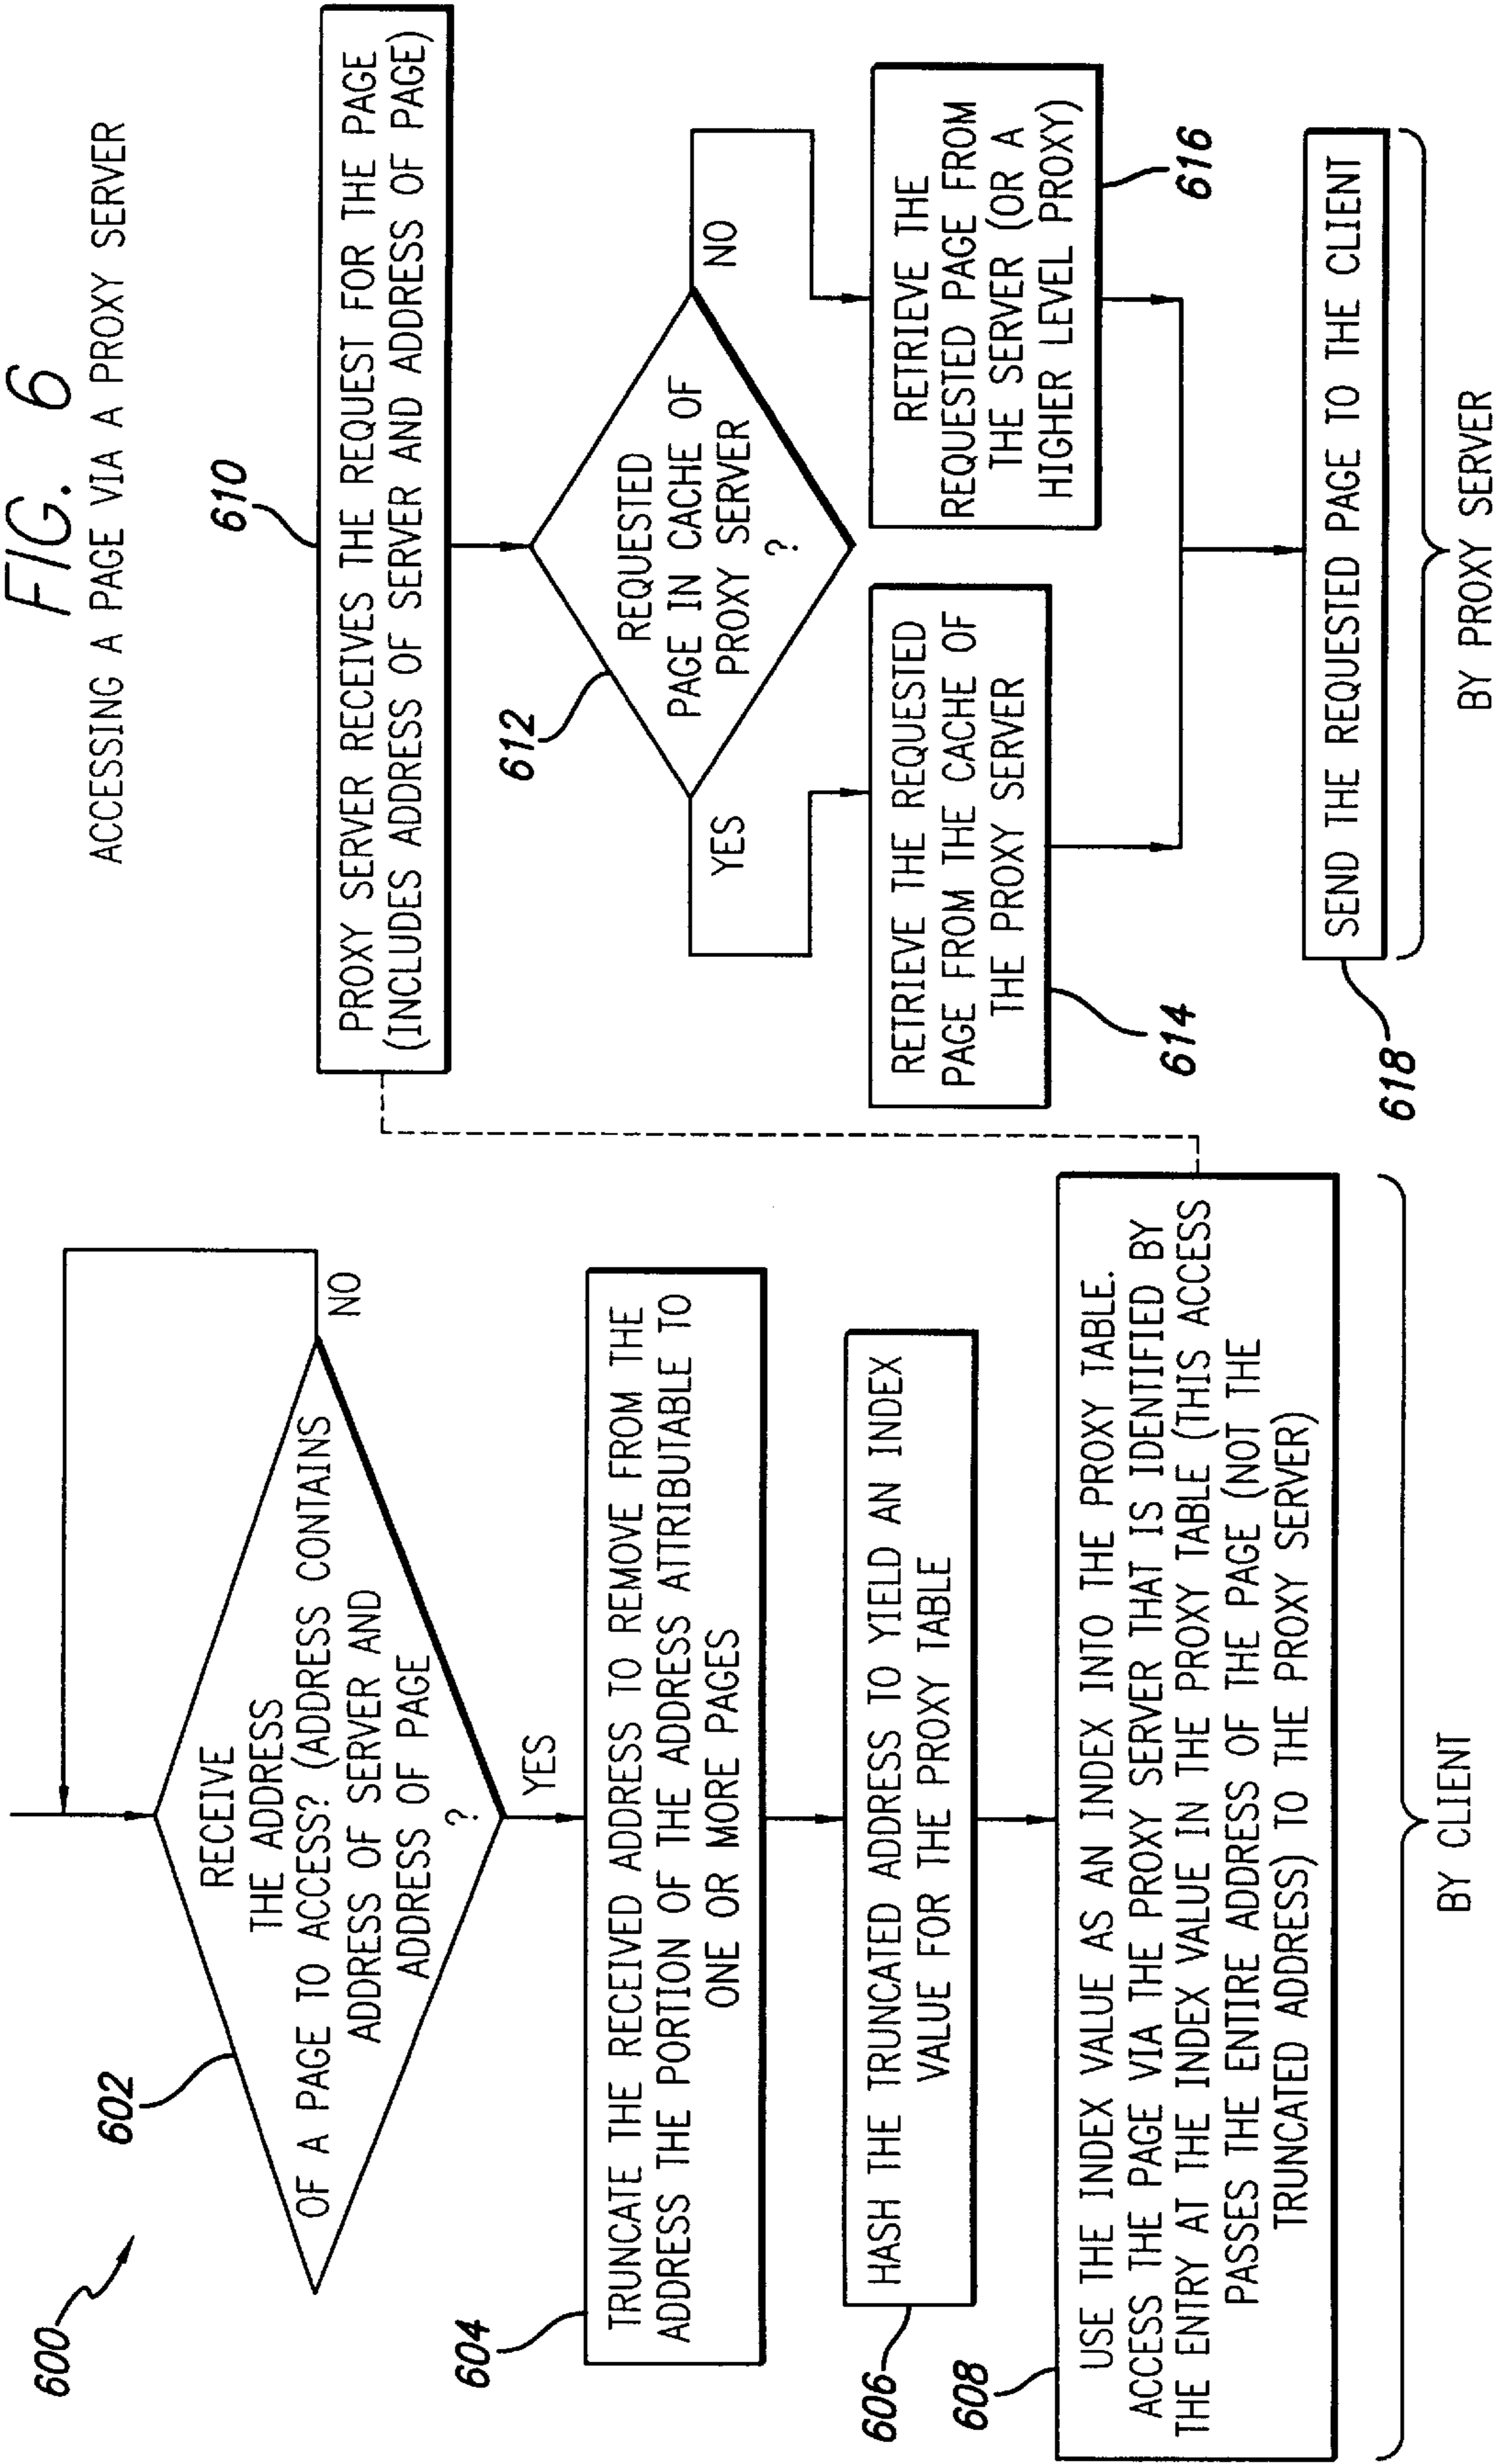 FIG. 6
ACCESSING A PAGE VIA A PROXY SERVER
600
602
RECEIVE
THE ADDRESS
OF A PAGE TO ACCESS? (ADDRESS CONTAINS
ADDRESS OF SERVER AND
ADDRESS OF PAGE
?
NO
YES
604
TRUNCATE THE RECEIVED ADDRESS TO REMOVE FROM THE
ADDRESS THE PORTION OF THE ADDRESS ATTRIBUTABLE TO
ONE OR MORE PAGES
606
HASH THE TRUNCATED ADDRESS TO YIELD AN INDEX
VALUE FOR THE PROXY TABLE
608
USE THE INDEX VALUE AS AN INDEX INTO THE PROXY TABLE.
ACCESS THE PAGE VIA THE PROXY SERVER THAT IS IDENTIFIED BY
THE ENTRY AT THE INDEX VALUE IN THE PROXY TABLE (THIS ACCESS
PASSES THE ENTIRE ADDRESS OF THE PAGE (NOT THE
TRUNCATED ADDRESS) TO THE PROXY SERVER)
BY CLIENT
610
PROXY SERVER RECEIVES THE REQUEST FOR THE PAGE
(INCLUDES ADDRESS OF SERVER AND ADDRESS OF PAGE)
612
REQUESTED
PAGE IN CACHE OF
PROXY SERVER
?
YES
NO
RETRIEVE THE REQUESTED
PAGE FROM THE CACHE OF
THE PROXY SERVER
614
RETRIEVE THE
REQUESTED PAGE FROM
THE SERVER (OR A
HIGHER LEVEL PROXY)
616
SEND THE REQUESTED PAGE TO THE CLIENT
618
BY PROXY SERVER